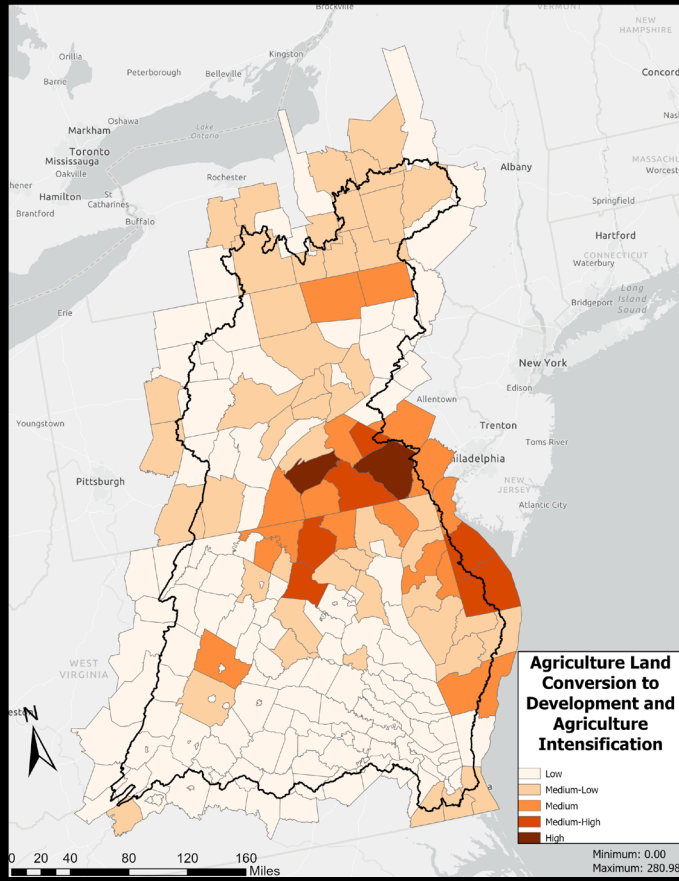 Brockville
VERMONT
NEW
HAMPSHIRE
Orillia
Kingston
Peterborough
Belleville
Concord
Barrie
Oshawa
Markham
Lake
Ontario
Toronto
Mississauga
Oakville
Rochester
Albany
MASSACHU
Worcest
Hamilton
St
Catharines
Brantford
Buffalo
Springfield
Hartford
CONNECTICUT
Waterbury
Long
Island
Sound
Bridgeport
Erie
New York
Edison
Allentown
Youngstown
Trenton
Toms River
iladelphia
Pittsburgh
NEW
JERSEY
Atlantic City
WEST
VIRGINIA
N
Agriculture Land
Conversion to
Development and
Agriculture
Intensification
Low
Medium-Low
Medium
Medium-High
High
Minimum: 0.00
Maximum: 280.98
0 20 40 80 120 160
Miles